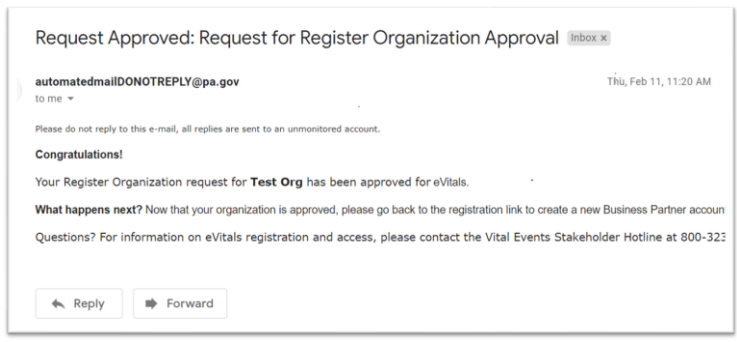 Request Approved: Request for Register Organization Approval Inbox x
automatedmailDONOTREPLY@pa.gov Thu, Feb 11, 11:20 AM
to me
Please do not reply to this e-mail, all replies are sent to an unmonitored account.
Congratulations!
Your Register Organization request for Test Org has been approved for eVitals.
What happens next? Now that your organization is approved, please go back to the registration link to create a new Business Partner accoun
Questions? For information on eVitals registration and access, please contact the Vital Events Stakeholder Hotline at 800-323
Reply Forward